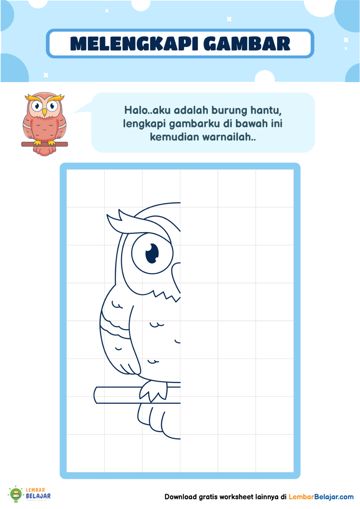 MELENGKAPI GAMBAR
Halo..aku adalah burung hantu,
lengkapi gambarku di bawah ini
kemudian warnailah..
LEMBAR
BELAJAR
Download gratis worksheet lainnya di LembarBelajar.com